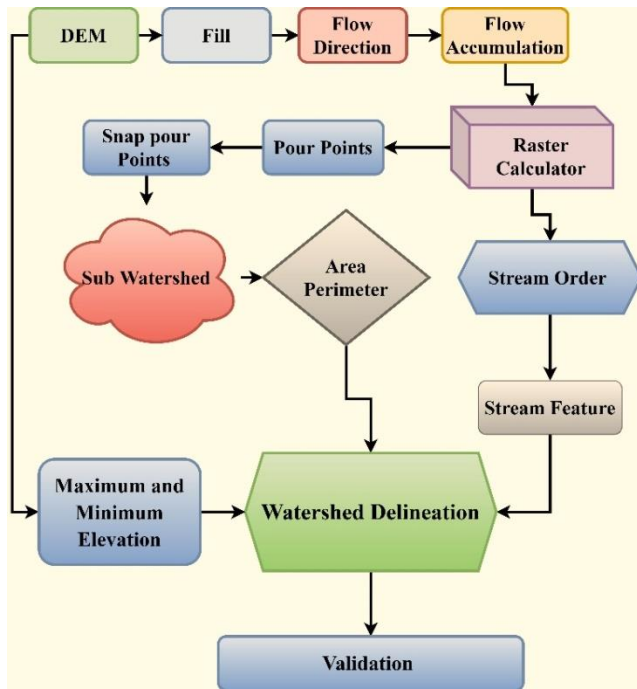 DEM
Fill
Flow
Direction
Flow
Accumulation
Snap pour
Points
Pour Points
Raster
Calculator
Sub Watershed
Area
Perimeter
Stream Order
Stream Feature
Maximum and
Minimum
Elevation
Watershed Delineation
Validation